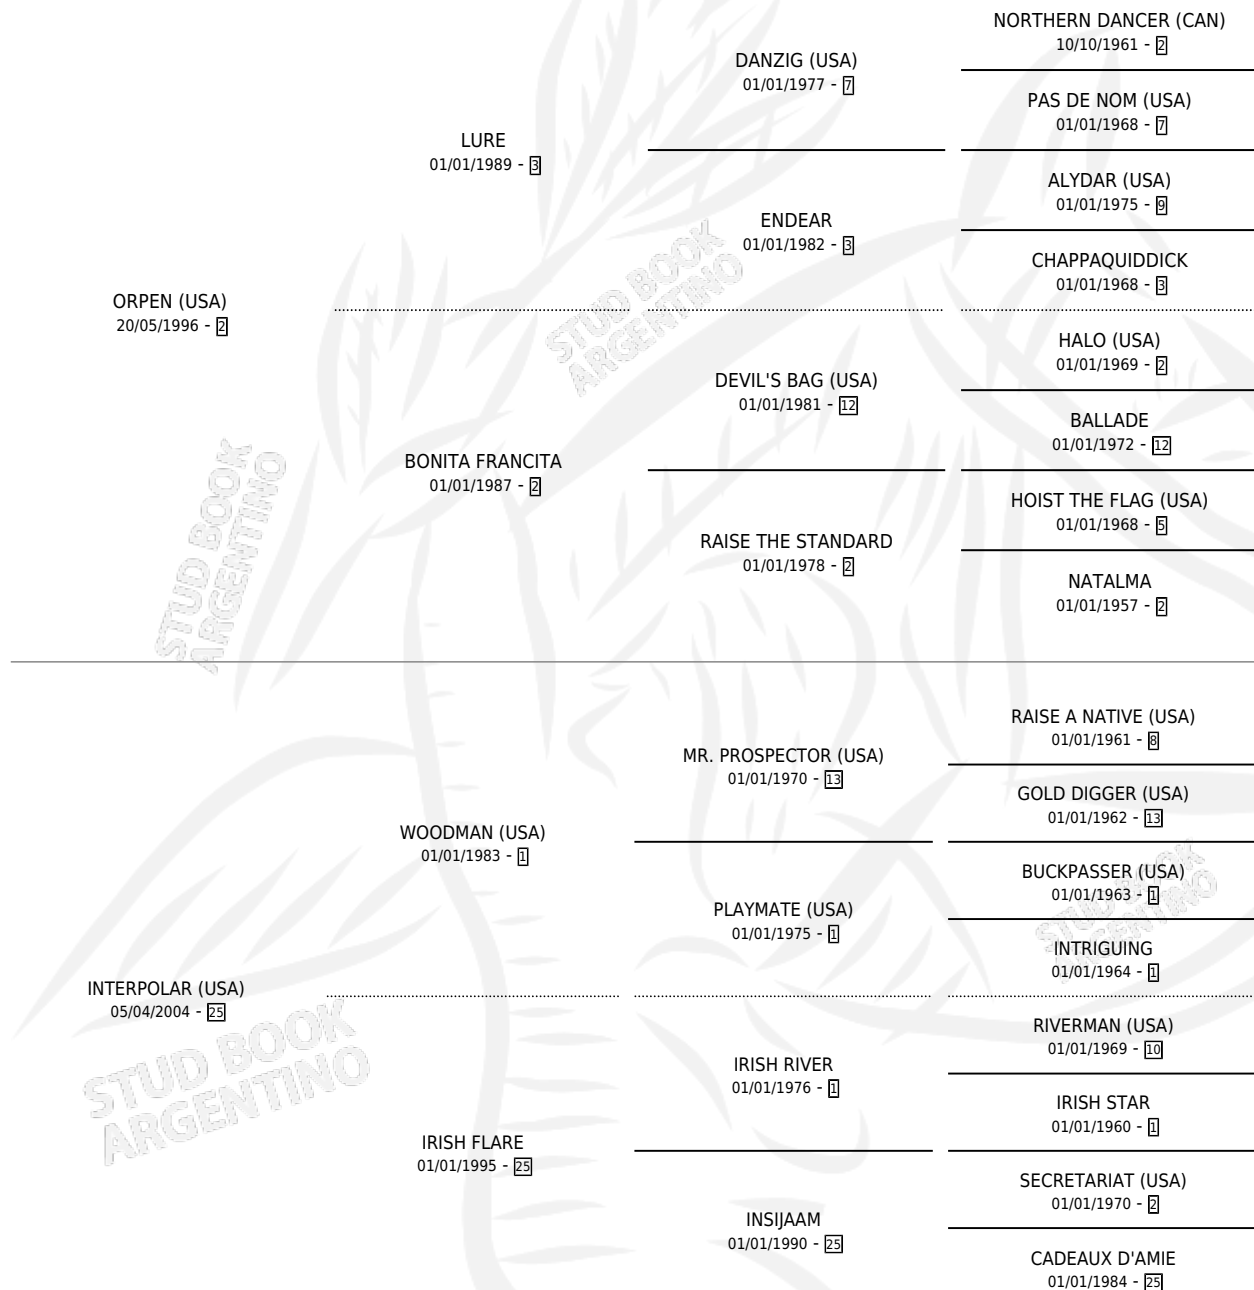 NORTHERN DANCER (CAN)
10/10/1961 - 2
DANZIG (USA)
01/01/1977 - 7
PAS DE NOM (USA)
01/01/1968 - 7
LURE
01/01/1989 - 3
ALYDAR (USA)
01/01/1975 - 9
ENDEAR
01/01/1982 - 3
CHAPPAQUIDDICK
01/01/1968 - 3
ORPEN (USA)
20/05/1996 - 2
STUD BOOK
ARGENTINO
HALO (USA)
01/01/1969 - 2
DEVIL'S BAG (USA)
01/01/1981 - 12
BALLADE
01/01/1972 - 12
BONITA FRANCITA
01/01/1987 - 2
HOIST THE FLAG (USA)
01/01/1968 - 5
RAISE THE STANDARD
01/01/1978 - 2
NATALMA
01/01/1957 - 2
STUD BOOK
ARGENTINO
RAISE A NATIVE (USA)
01/01/1961 - 8
MR. PROSPECTOR (USA)
01/01/1970 - 13
GOLD DIGGER (USA)
01/01/1962 - 13
WOODMAN (USA)
01/01/1983 - 1
BUCKPASSER (USA)
01/01/1963 - 1
PLAYMATE (USA)
01/01/1975 - 1
INTRIGUING
01/01/1964 - 1
STUD BOOK
ARGENTINO
INTERPOLAR (USA)
05/04/2004 - 25
STUD BOOK
ARGENTINO
RIVERMAN (USA)
01/01/1969 - 10
IRISH RIVER
01/01/1976 - 1
IRISH STAR
01/01/1960 - 1
IRISH FLARE
01/01/1995 - 25
SECRETARIAT (USA)
01/01/1970 - 2
INSIJAAM
01/01/1990 - 25
CADEAUX D'AMIE
01/01/1984 - 25